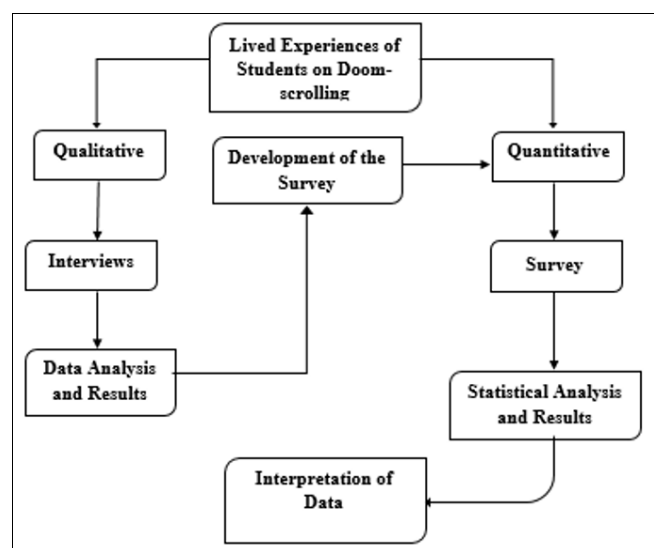 Lived Experiences of
Students on Doom-
scrolling
Qualitative
Development of the
Survey
Quantitative
Interviews
Survey
Data Analysis
and Results
Statistical Analysis
and Results
Interpretation of
Data